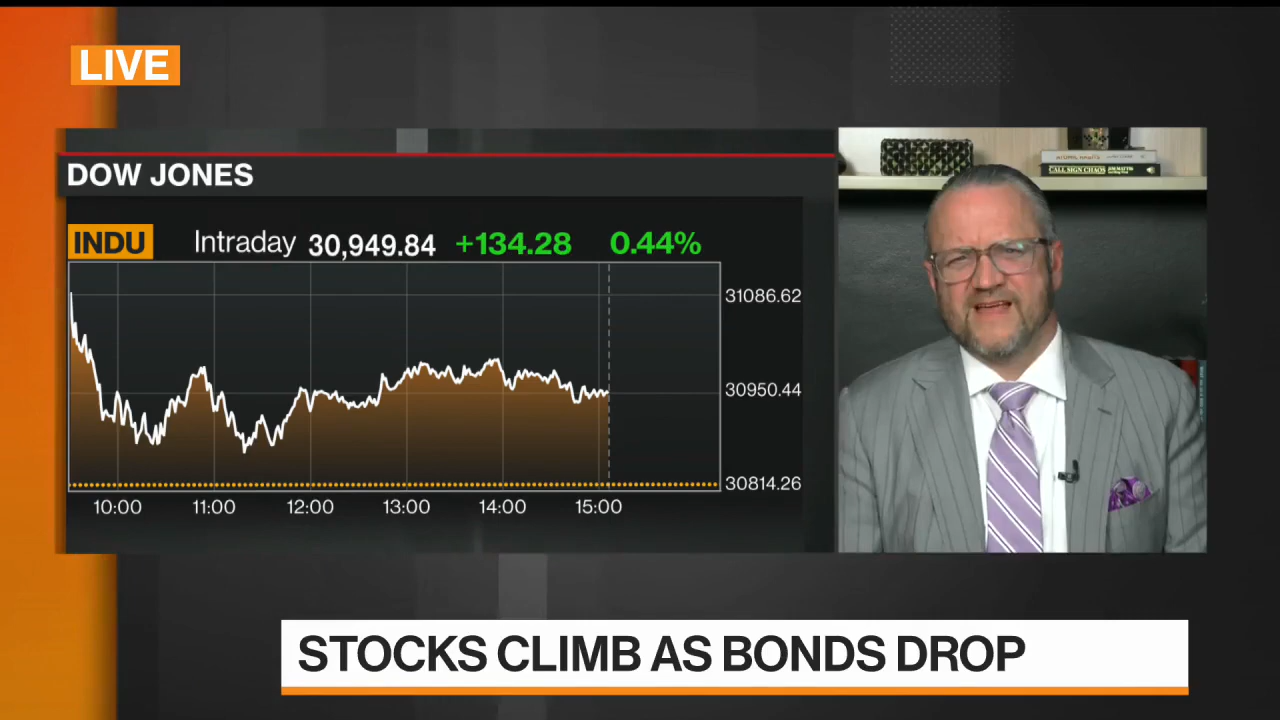 LIVE
DOW JONES
INDU Intraday 30,949.84 +134.28 0.44%
31086.62
30950.44
30814.26
10:00 11:00 12:00 13:00 14:00 15:00
ATOMIC HABITS
CALL SIGN CHAOS
STOCKS CLIMB AS BONDS DROP